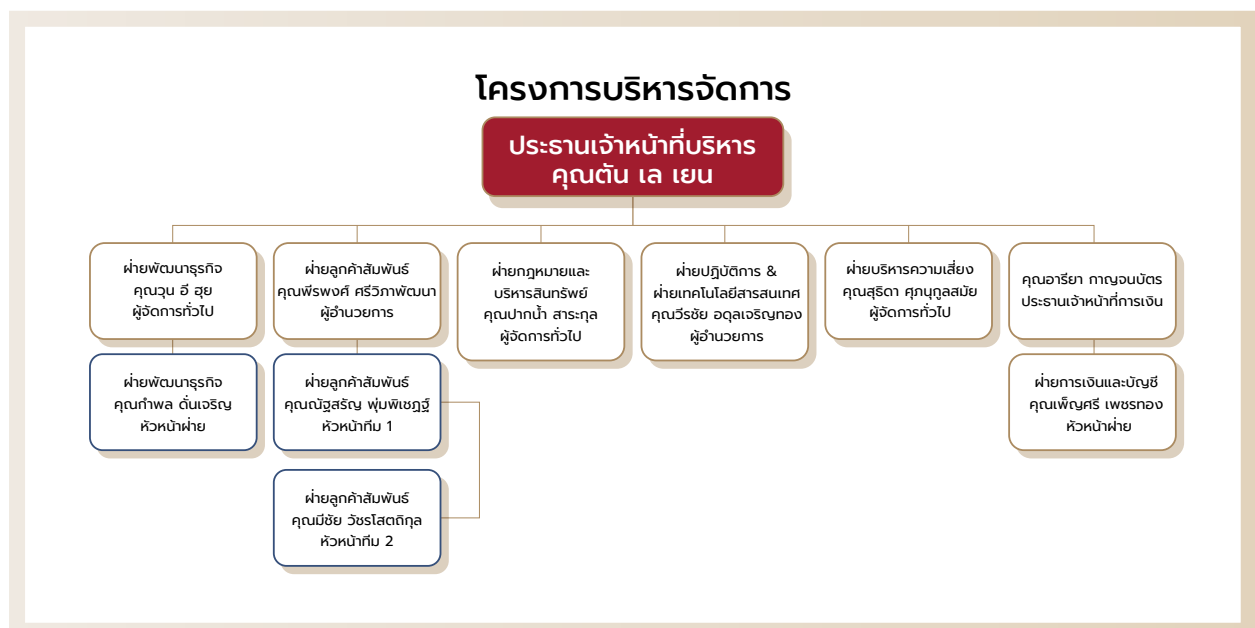 โครงการบริหารจัดการ
ประธานเจ้าหน้าที่บริหาร
คุณตัน เล เยน
ฝ่ายพัฒนาธุรกิจ
คุณวุน อี ฮุย
ผู้จัดการทั่วไป
ฝ่ายลูกค้าสัมพันธ์
คุณพีรพงศ์ ศรีวิภาพัฒนา
ผู้อำนวยการ
ฝ่ายกฎหมายและ
บริหารสินทรัพย์
คุณปากน้ำ สาระกุล
ผู้จัดการทั่วไป
ฝ่ายปฏิบัติการ &
ฝ่ายเทคโนโลยีสารสนเทศ
คุณวีรชัย อดุลเจริญทอง
ผู้อำนวยการ
ฝ่ายบริหารความเสี่ยง
คุณสุธิดา ศุภนุกูลสมัย
ผู้จัดการทั่วไป
คุณอารียา กาญจนบัตร
ประธานเจ้าหน้าที่การเงิน
ฝ่ายพัฒนาธุรกิจ
คุณกำพล ดั่นเจริญ
หัวหน้าฝ่าย
ฝ่ายลูกค้าสัมพันธ์
คุณณัฐสรัญ พุ่มพิเชฏฐ์
หัวหน้าทีม 1
ฝ่ายการเงินและบัญชี
คุณเพ็ญศรี เพชรทอง
หัวหน้าฝ่าย
ฝ่ายลูกค้าสัมพันธ์
คุณมีชัย วัชรโสตถิกุล
หัวหน้าทีม 2